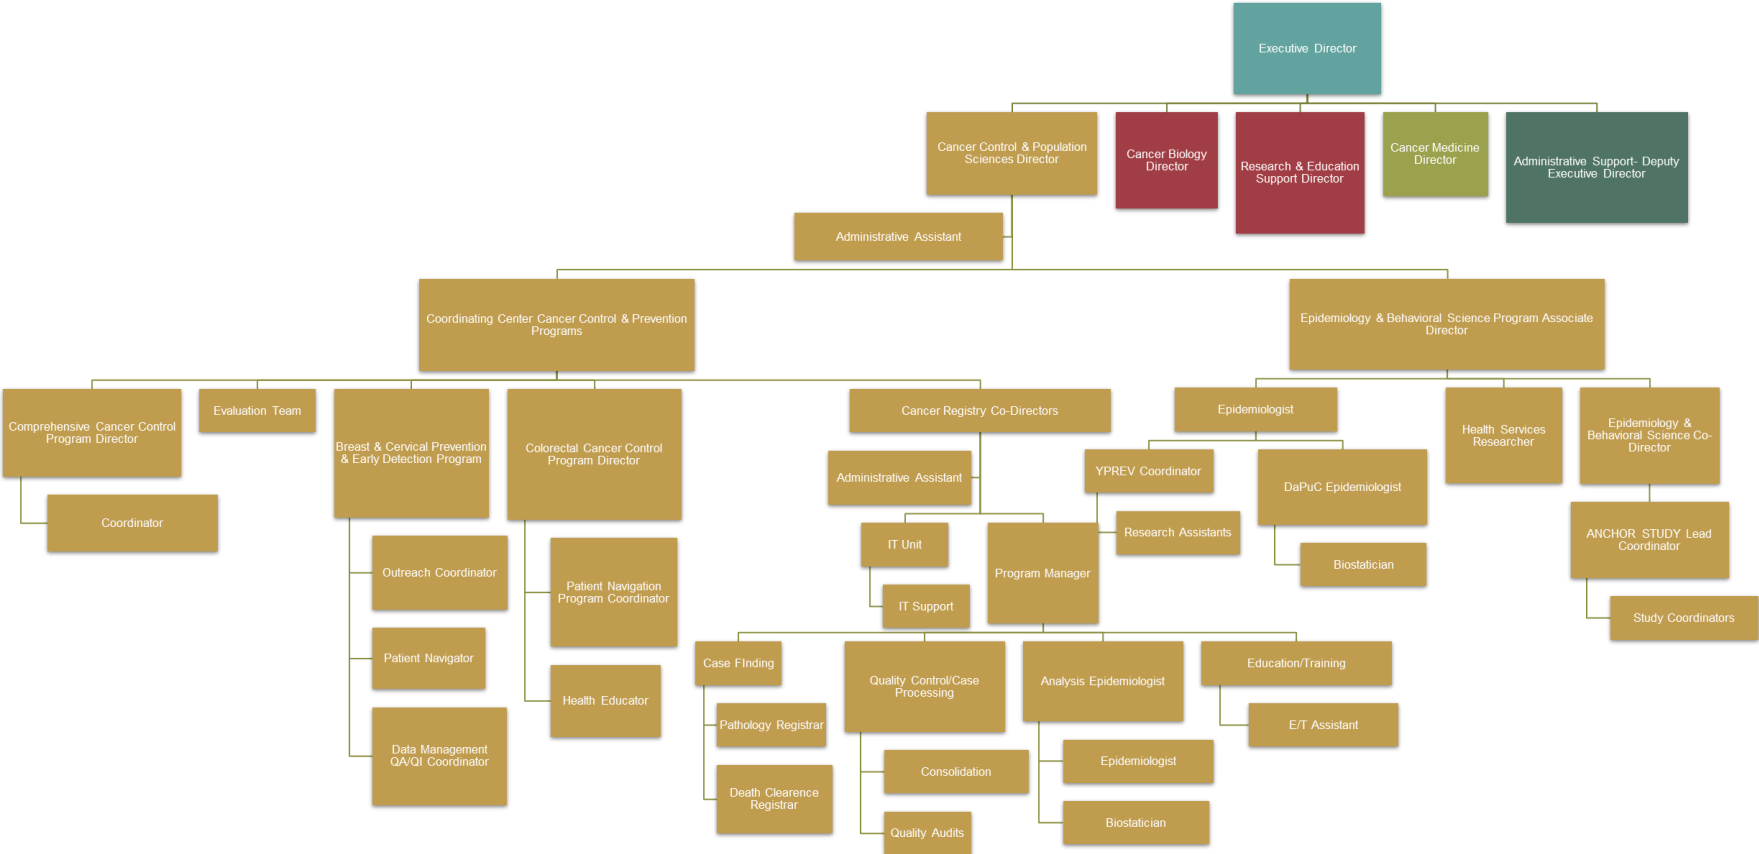 Executive Director
Cancer Control & Population
Sciences Director
Cancer Biology
Director
Research & Education
Support Director
Cancer Medicine
Director
Administrative Support- Deputy
Executive Director
Administrative Assistant
Coordinating Center Cancer Control & Prevention
Programs
Epidemiology & Behavioral Science Program Associate
Director
Comprehensive Cancer Control
Program Director
Coordinator
Evaluation Team
Breast & Cervical Prevention
& Early Detection Program
Outreach Coordinator
Patient Navigator
Data Management
QA/QI Coordinator
Colorectal Cancer Control
Program Director
Patient Navigation
Program Coordinator
Health Educator
Cancer Registry Co-Directors
Administrative Assistant
IT Unit
IT Support
Program Manager
Case FInding
Pathology Registrar
Death Clearence
Registrar
Quality Control/Case
Processing
Consolidation
Quality Audits
Analysis Epidemiologist
Epidemiologist
Biostatician
Education/Training
E/T Assistant
Epidemiologist
YPREV Coordinator
Research Assistants
DaPuC Epidemiologist
Biostatician
Health Services
Researcher
Epidemiology &
Behavioral Science Co-
Director
ANCHOR STUDY Lead
Coordinator
Study Coordinators